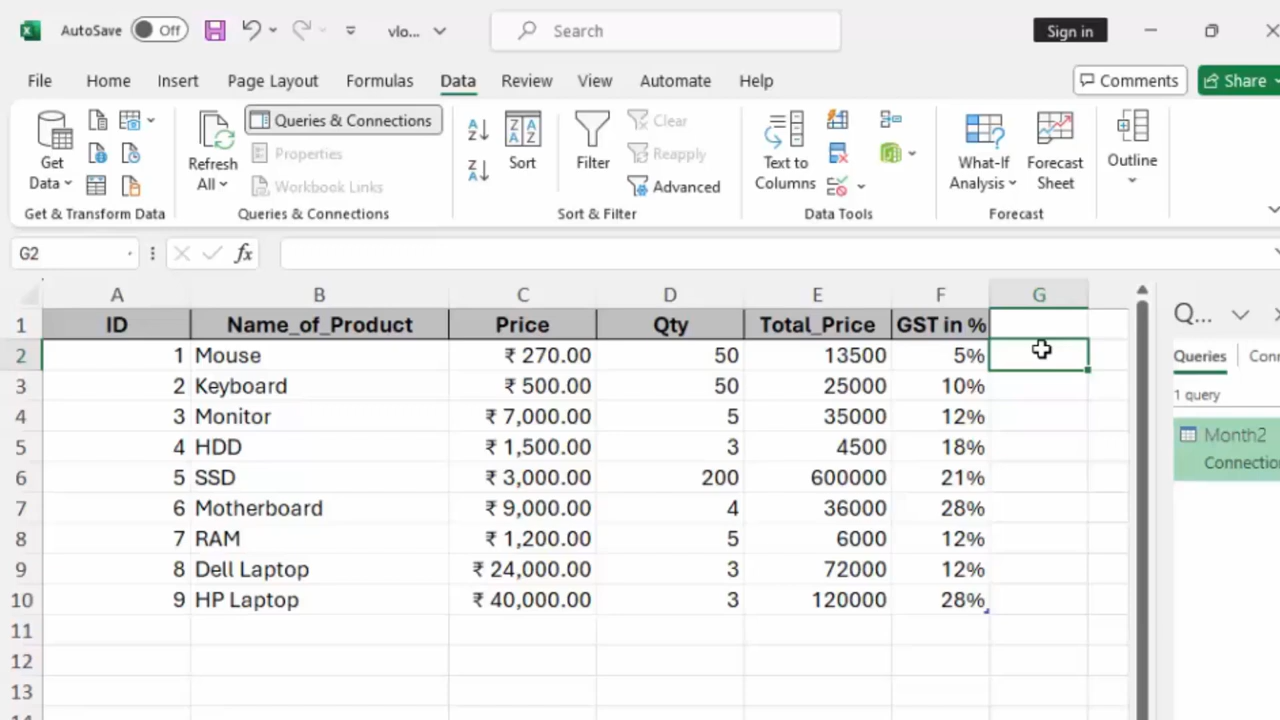 AutoSave Off vlo... Search Sign in
File Home Insert Page Layout Formulas Data Review View Automate Help Comments Share
Get Data Refresh All Queries & Connections Properties Workbook Links Sort Filter Clear Reapply Advanced Text to Columns What-If Analysis Forecast Sheet Outline
Get & Transform Data Queries & Connections Sort & Filter Data Tools Forecast
G2 fx
A B C D E F G
1 ID Name_of_Product Price Qty Total_Price GST in %
2 1 Mouse ₹ 270.00 50 13500 5%
3 2 Keyboard ₹ 500.00 50 25000 10%
4 3 Monitor ₹ 7,000.00 5 35000 12%
5 4 HDD ₹ 1,500.00 3 4500 18%
6 5 SSD ₹ 3,000.00 200 600000 21%
7 6 Motherboard ₹ 9,000.00 4 36000 28%
8 7 RAM ₹ 1,200.00 5 6000 12%
9 8 Dell Laptop ₹ 24,000.00 3 72000 12%
10 9 HP Laptop ₹ 40,000.00 3 120000 28%
11
12
13
Q...
Queries Conn
1 query
Month2
Connectio